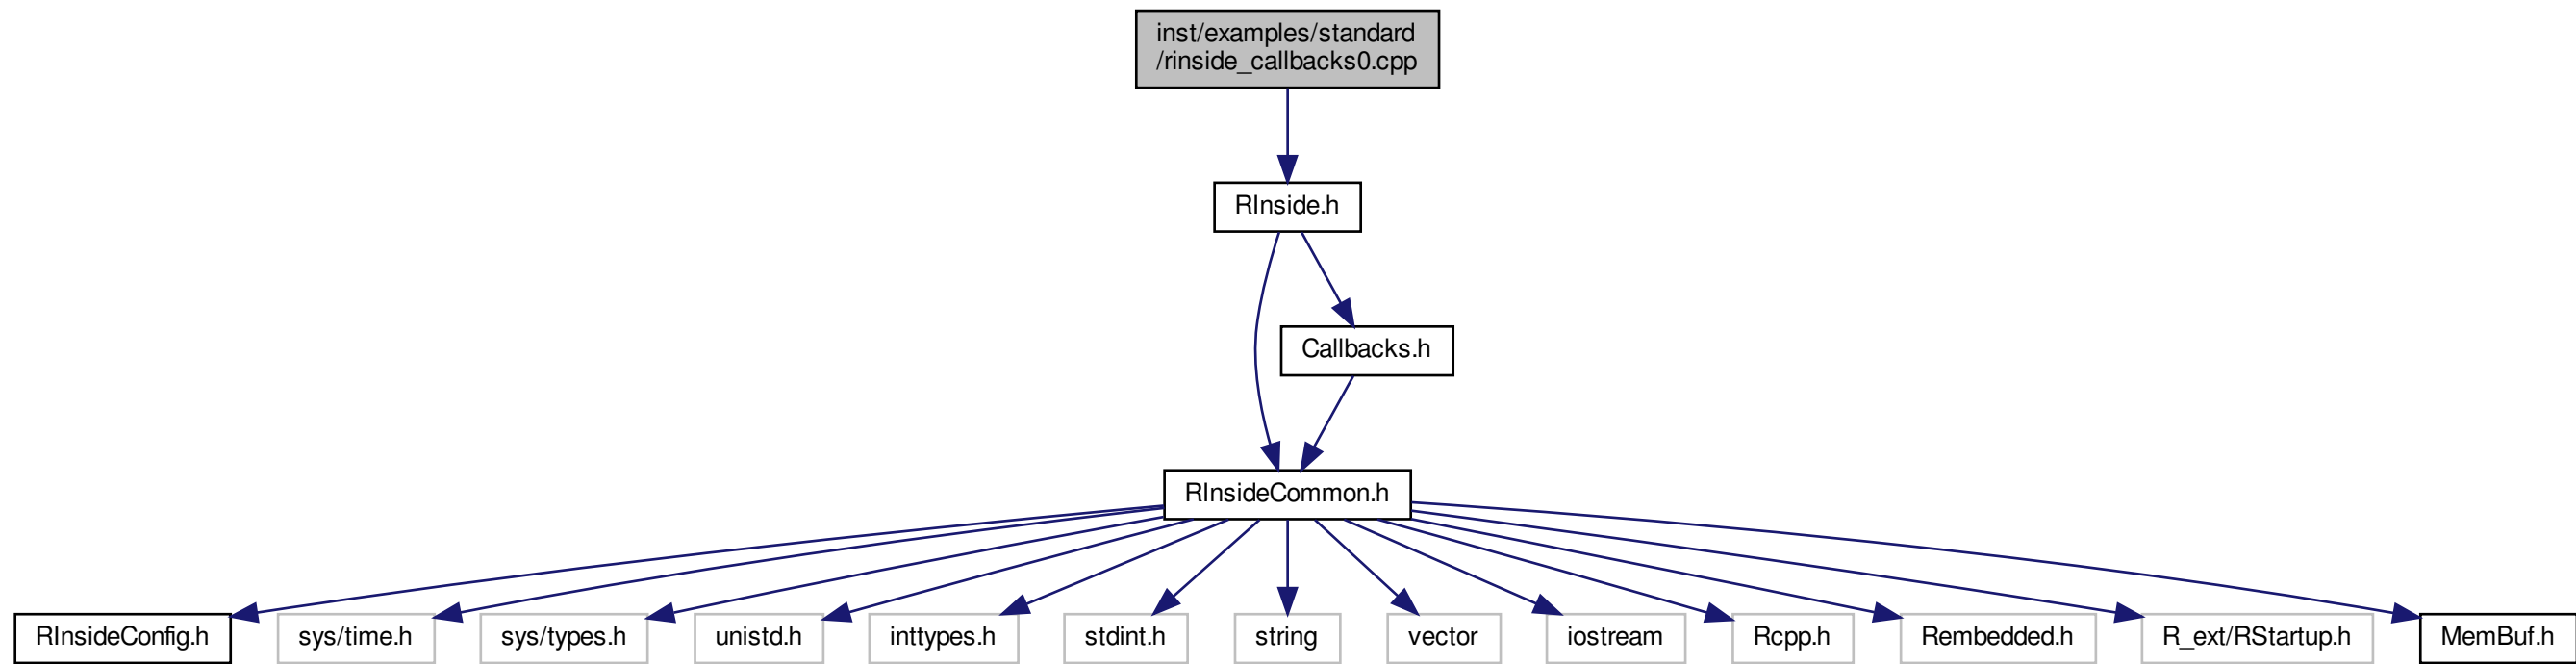 inst/examples/standard
/rinside_callbacks0.cpp
RInside.h
Callbacks.h
RInsideCommon.h
RInsideConfig.h
sys/time.h
sys/types.h
unistd.h
inttypes.h
stdint.h
string
vector
iostream
Rcpp.h
Rembedded.h
R_ext/RStartup.h
MemBuf.h